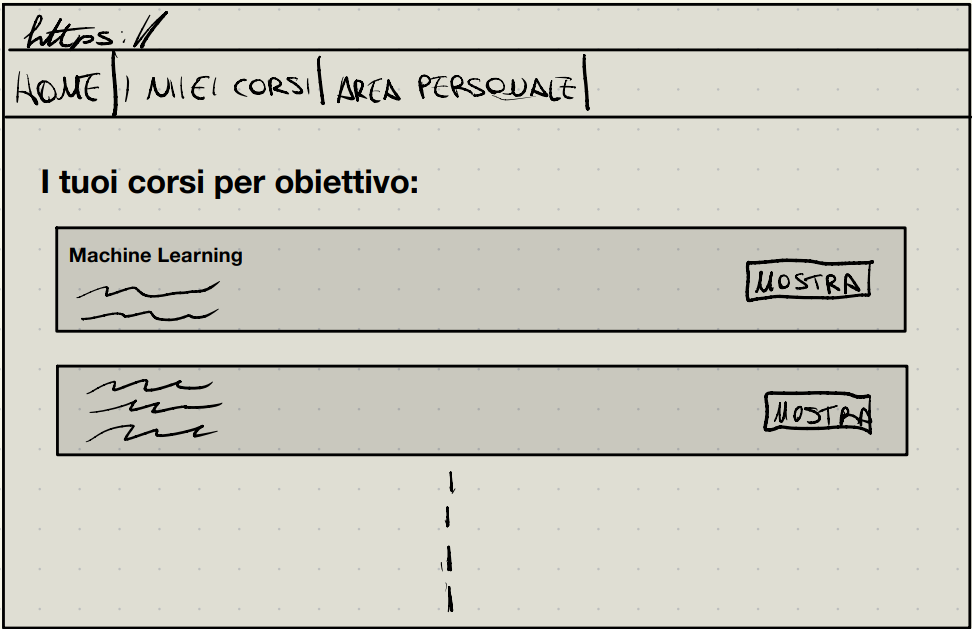 https://
HOME | I MIEI CORSI | AREA PERSONALE |
I tuoi corsi per obiettivo:
Machine Learning
MOSTRA
MOSTRA